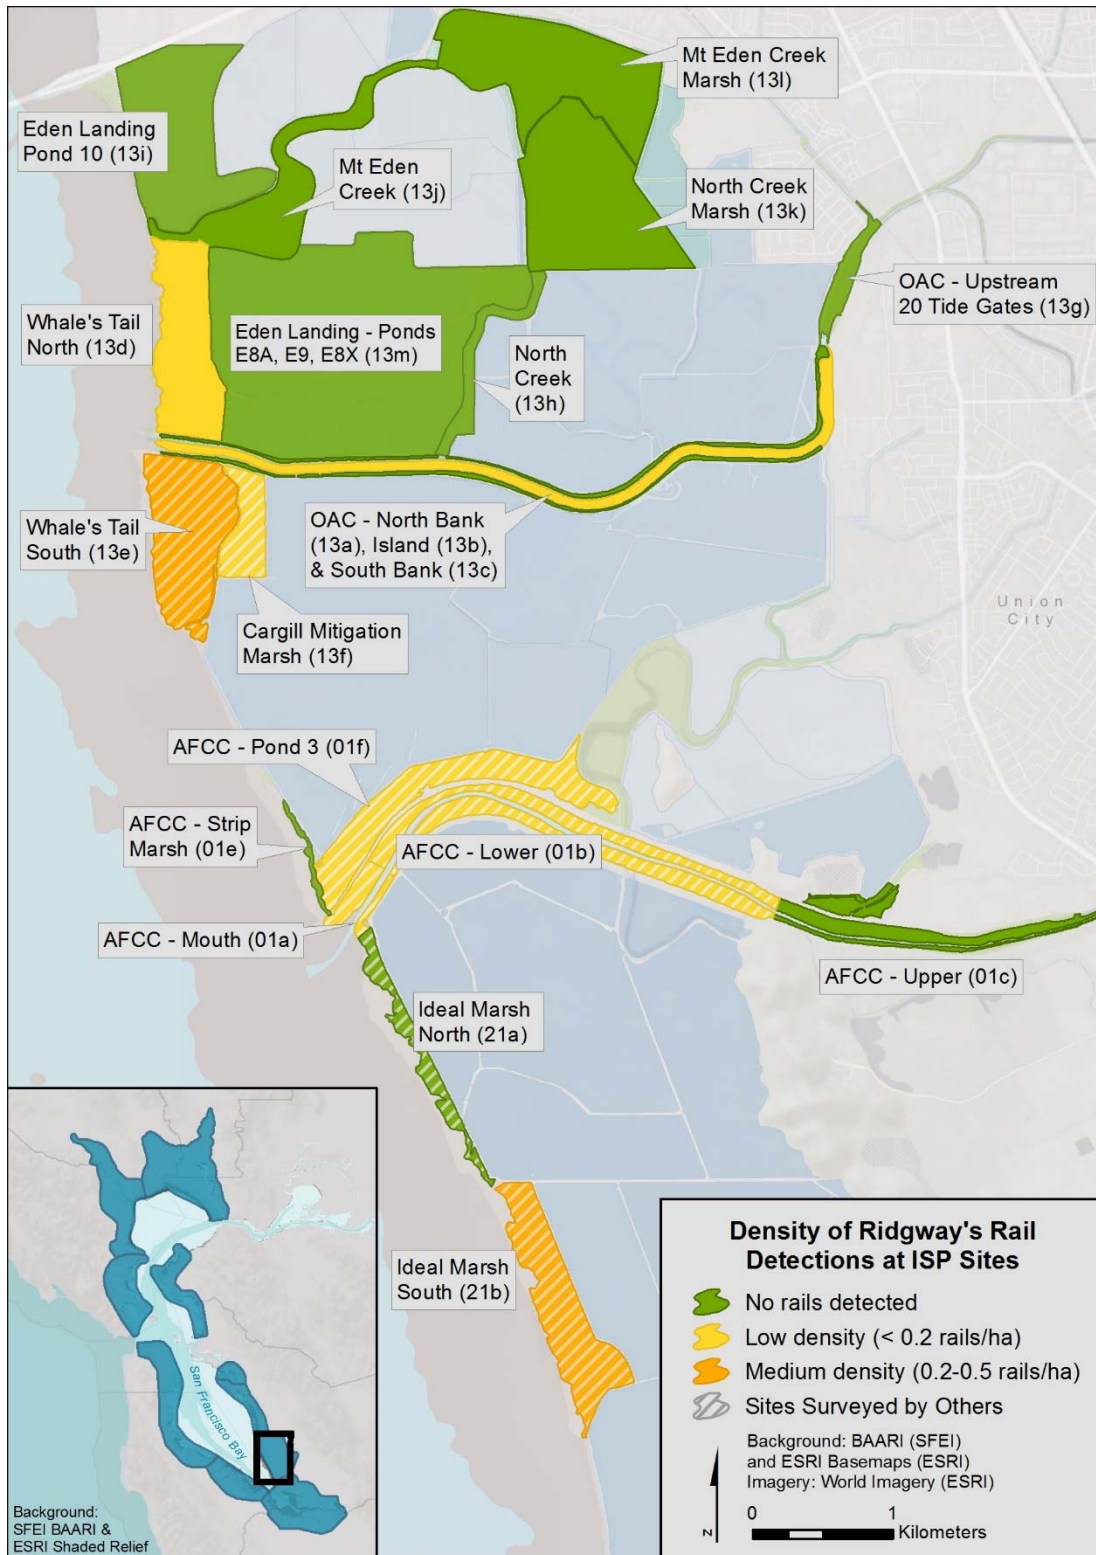 Mt Eden Creek
Marsh (13l)
Eden Landing
Pond 10 (13i)
Mt Eden
Creek (13j)
North Creek
Marsh (13k)
OAC - Upstream
20 Tide Gates (13g)
Whale's Tail
North (13d)
Eden Landing - Ponds
E8A, E9, E8X (13m)
North
Creek
(13h)
Whale's Tail
South (13e)
OAC - North Bank
(13a), Island (13b),
& South Bank (13c)
Union
City
Cargill Mitigation
Marsh (13f)
AFCC - Pond 3 (01f)
AFCC - Strip
Marsh (01e)
AFCC - Lower (01b)
AFCC - Mouth (01a)
AFCC - Upper (01c)
Ideal Marsh
North (21a)
Ideal Marsh
South (21b)
San Francisco Bay
Background:
SFEI BAARI &
ESRI Shaded Relief
Density of Ridgway's Rail
Detections at ISP Sites
No rails detected
Low density (< 0.2 rails/ha)
Medium density (0.2-0.5 rails/ha)
Sites Surveyed by Others
Background: BAARI (SFEI)
and ESRI Basemaps (ESRI)
Imagery: World Imagery (ESRI)
N
0 1
Kilometers